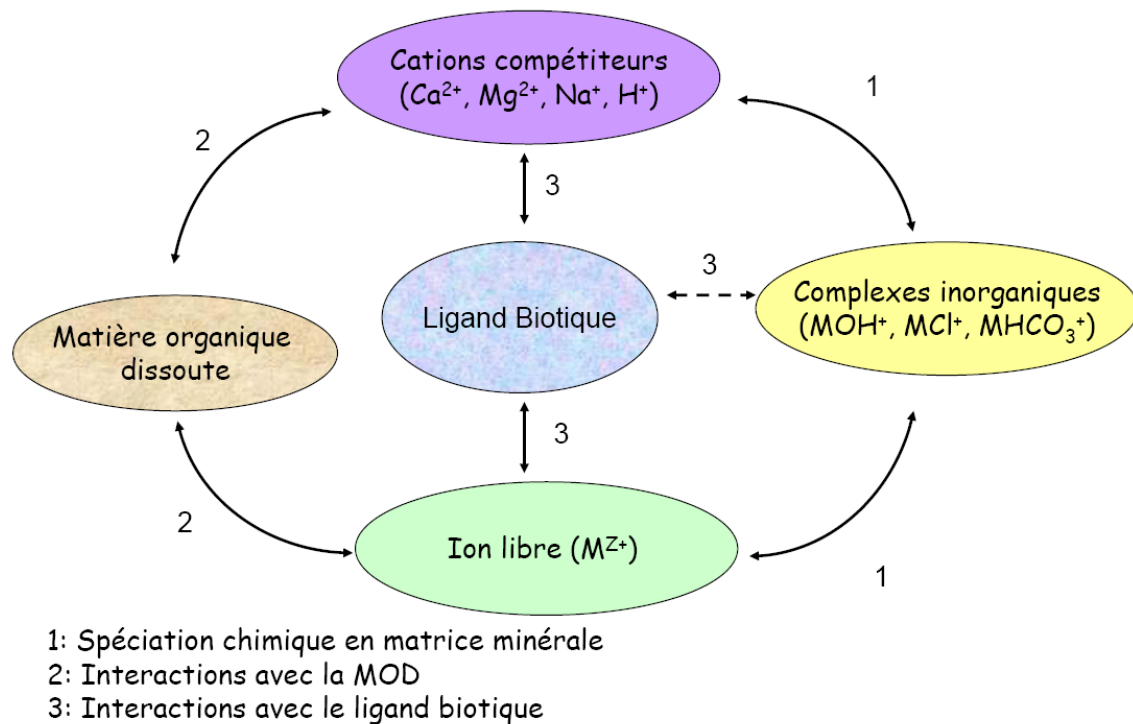 Cations compétiteurs
(Ca²⁺, Mg²⁺, Na⁺, H⁺)
1
2
3
3
Ligand Biotique
Complexes inorganiques
(MOH⁺, MCl⁺, MHCO₃⁺)
Matière organique
dissoute
3
2
Ion libre (Mᶻ⁺)
1
1: Spéciation chimique en matrice minérale
2: Interactions avec la MOD
3: Interactions avec le ligand biotique